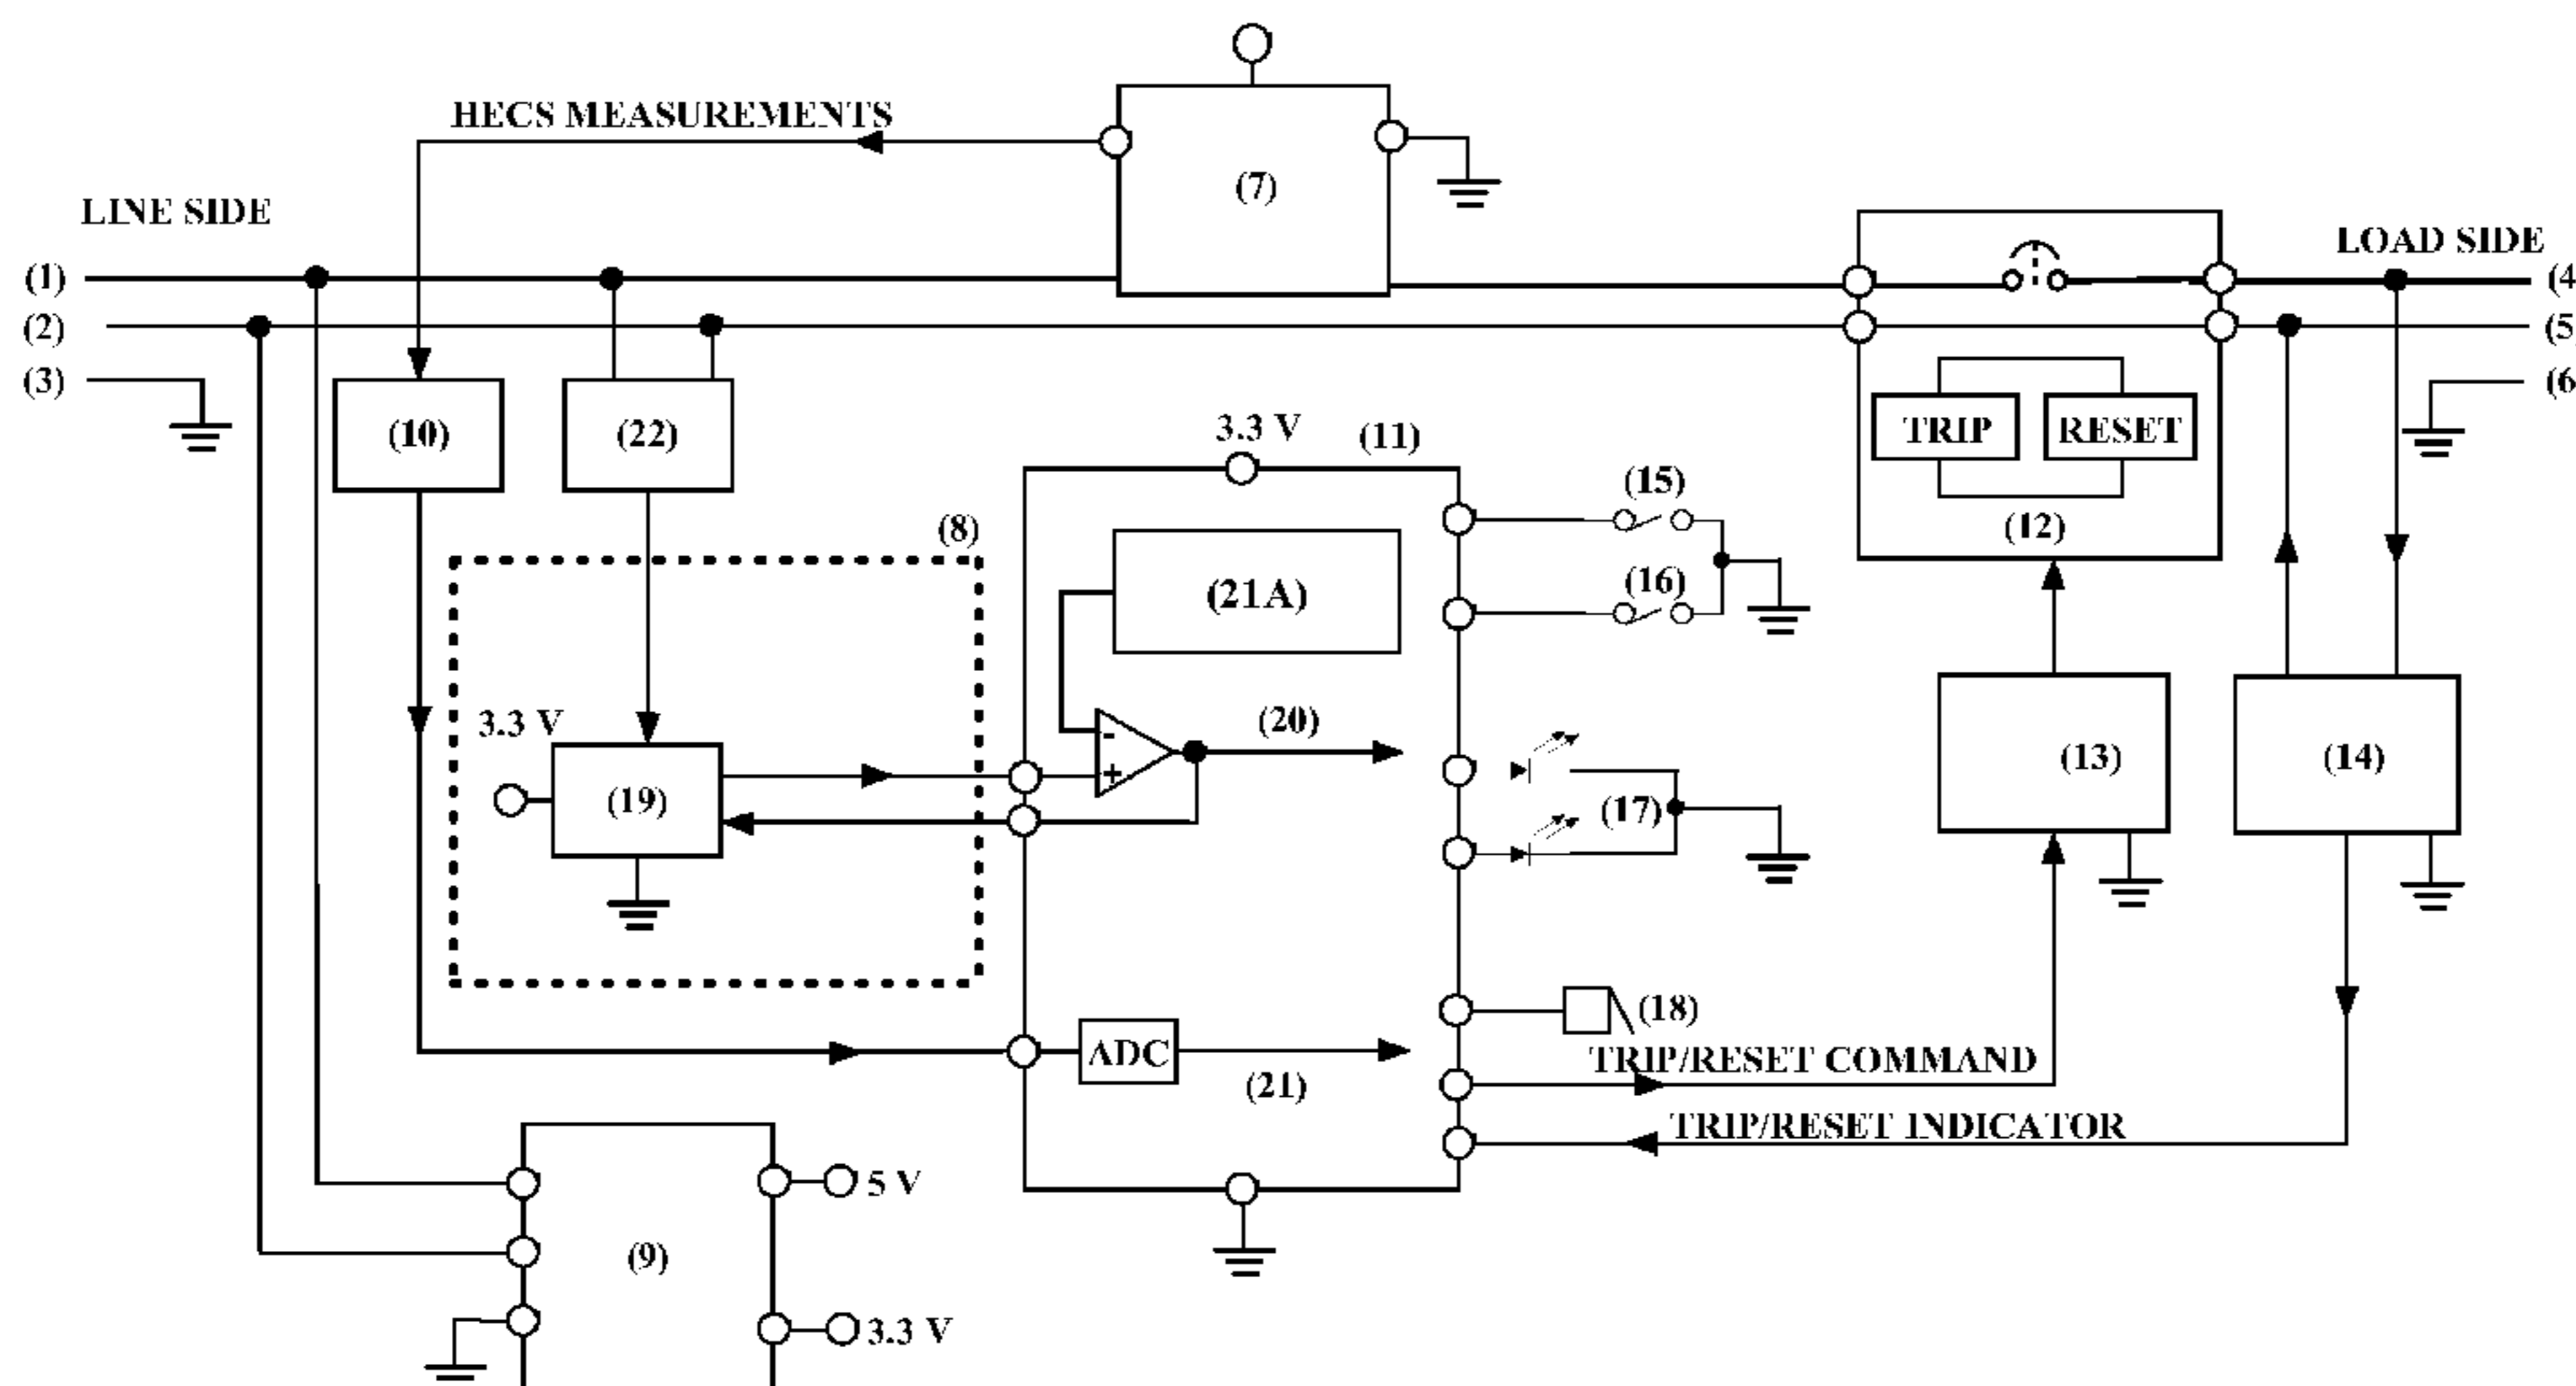 HECS MEASUREMENTS
(7)
LINE SIDE
LOAD SIDE
(1)
(4
(2)
(5
(3)
(6
(10)
(22)
3.3 V
(11)
TRIP
RESET
(12)
(15)
(8)
(21A)
(16)
3.3 V
(20)
-
+
(19)
(17)
(13)
(14)
(18)
ADC
TRIP/RESET COMMAND
(21)
TRIP/RESET INDICATOR
5 V
(9)
3.3 V